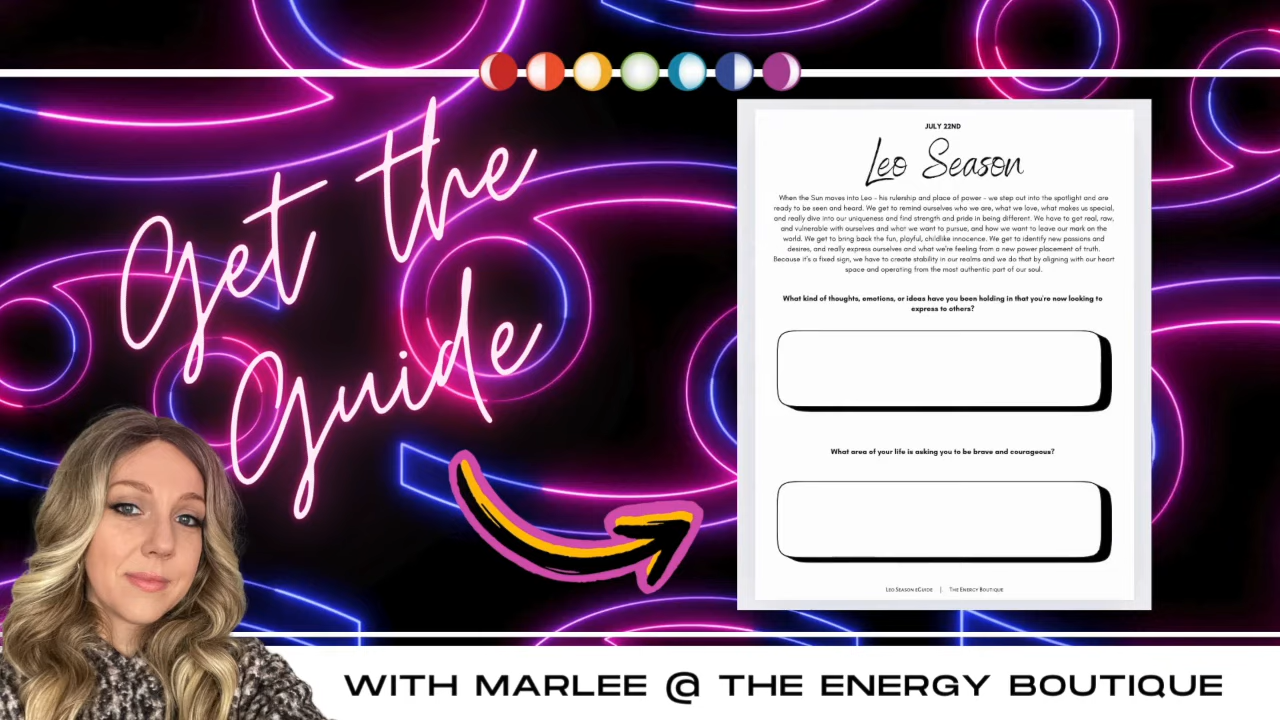 Get the
Guide
JULY 22ND
Leo Season
When the Sun moves into Leo - his rulership and place of power - we step out into the spotlight and are
ready to be seen and heard. We get to remind ourselves who we are, what we love, what makes us special,
and really dive into our uniqueness and find strength and pride in being different. We have to get real, raw,
and vulnerable with ourselves and what we want to pursue, and how we want to leave our mark on the
world. We get to bring back the fun, playful, childlike innocence. We get to identify new passions and
desires, and really express ourselves and what we're feeling from a new power placement of truth.
Because it's a fixed sign, we have to create stability in our realms and we do that by aligning with our heart
space and operating from the most authentic part of our soul.
What kind of thoughts, emotions, or ideas have you been holding in that you're now looking to
express to others?
What area of your life is asking you to be brave and courageous?
Leo Season eGuide | The Energy Boutique
WITH MARLEE @ THE ENERGY BOUTIQUE